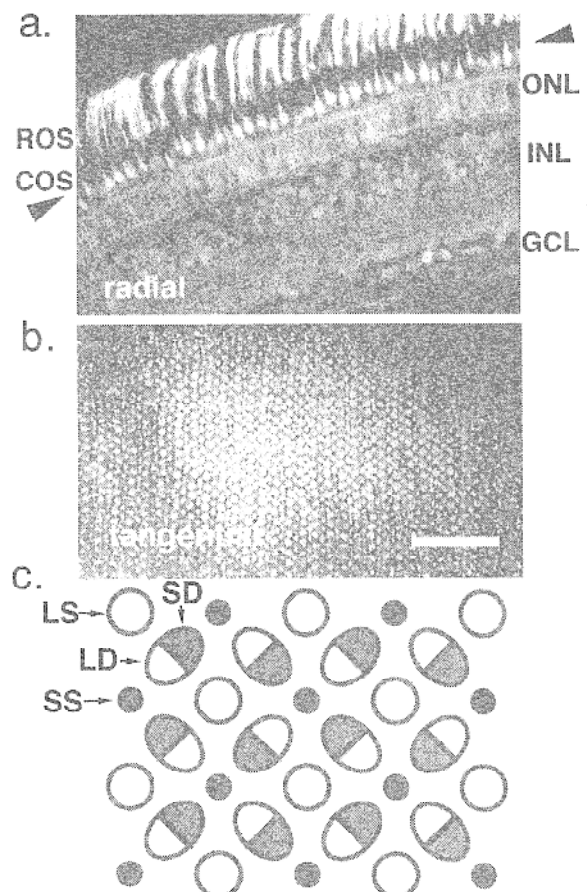 a.
ONL
ROS
INL
COS
GCL
radial
b.
tangential
c.
SD
LS
LD
SS